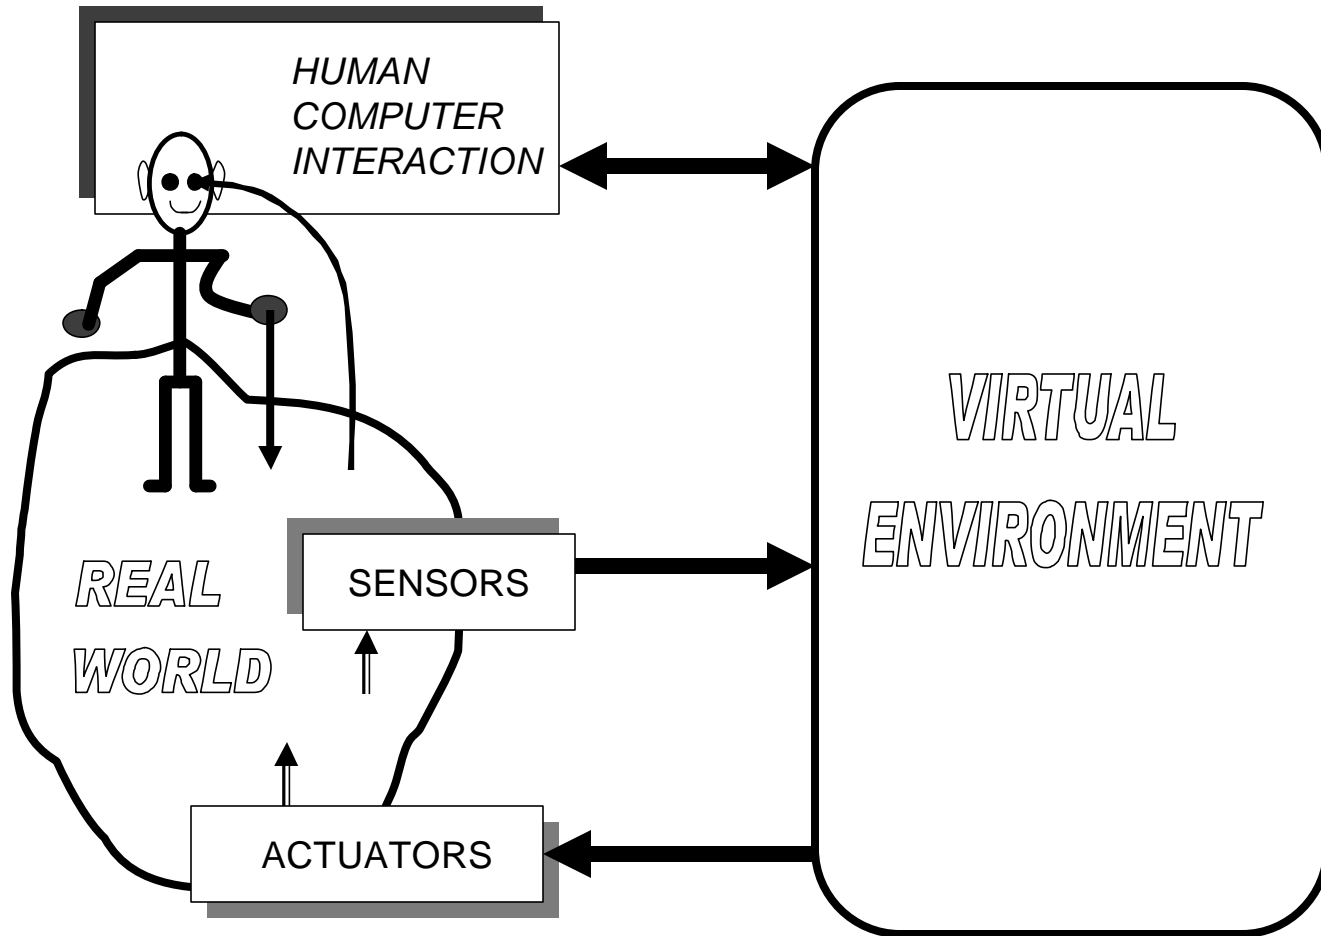 HUMAN
COMPUTER
INTERACTION
VIRTUAL
ENVIRONMENT
REAL
WORLD
SENSORS
ACTUATORS